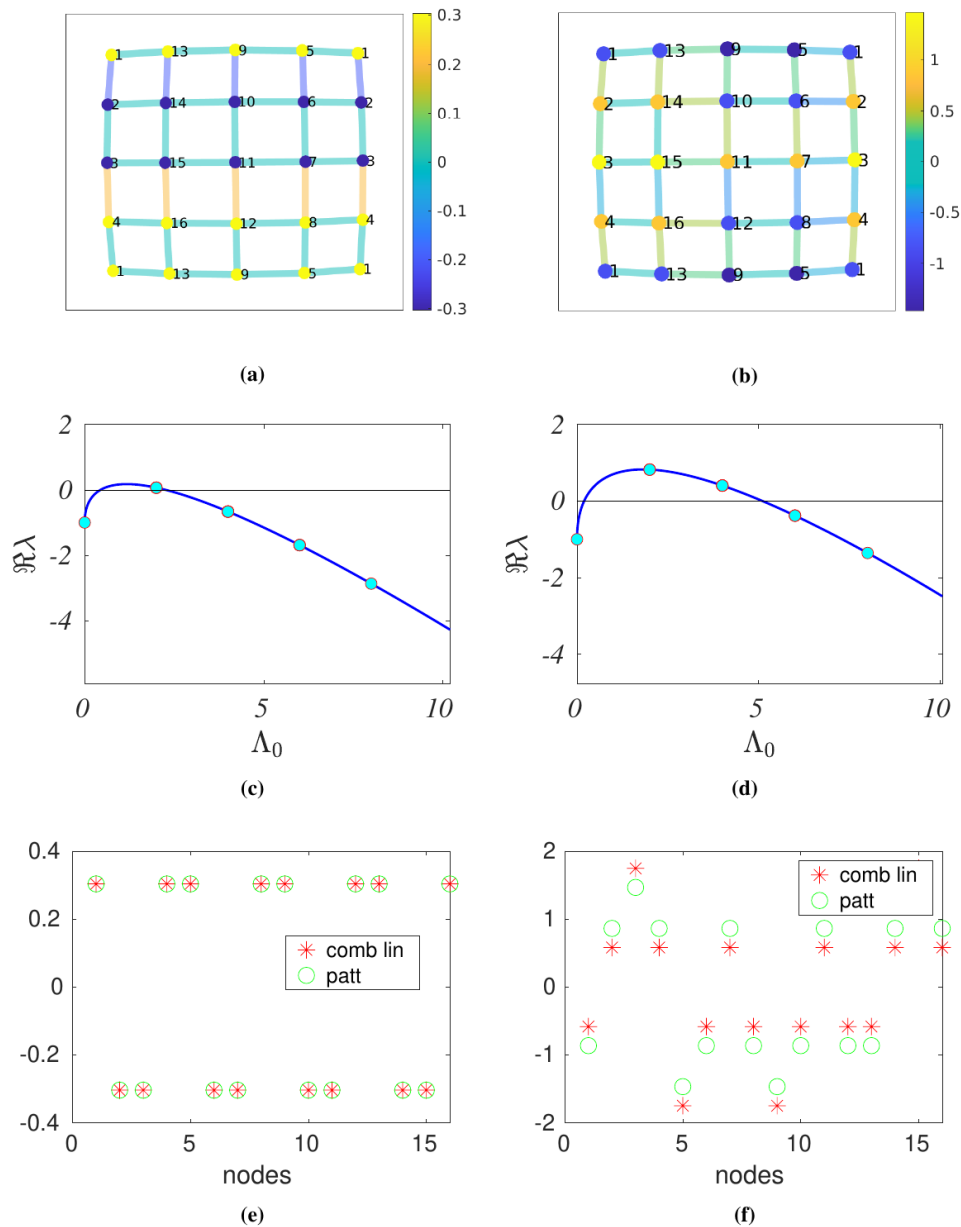 1 13 9 5 1
2 14 10 6 2
3 15 11 7 3
4 16 12 8 4
1 13 9 5 1
0.3
0.2
0.1
0
-0.1
-0.2
-0.3
(a)
1 13 9 5 1
2 14 10 6 2
3 15 11 7 3
4 16 12 8 4
1 13 9 5 1
1
0.5
0
-0.5
-1
(b)
2
0
-2
-4
ℜλ
0 5 10
Λ₀
(c)
2
0
-2
-4
ℜλ
0 5 10
Λ₀
(d)
0.4
0.2
0
-0.2
-0.4
comb lin
patt
0 5 10 15
nodes
(e)
2
1
0
-1
-2
comb lin
patt
0 5 10 15
nodes
(f)